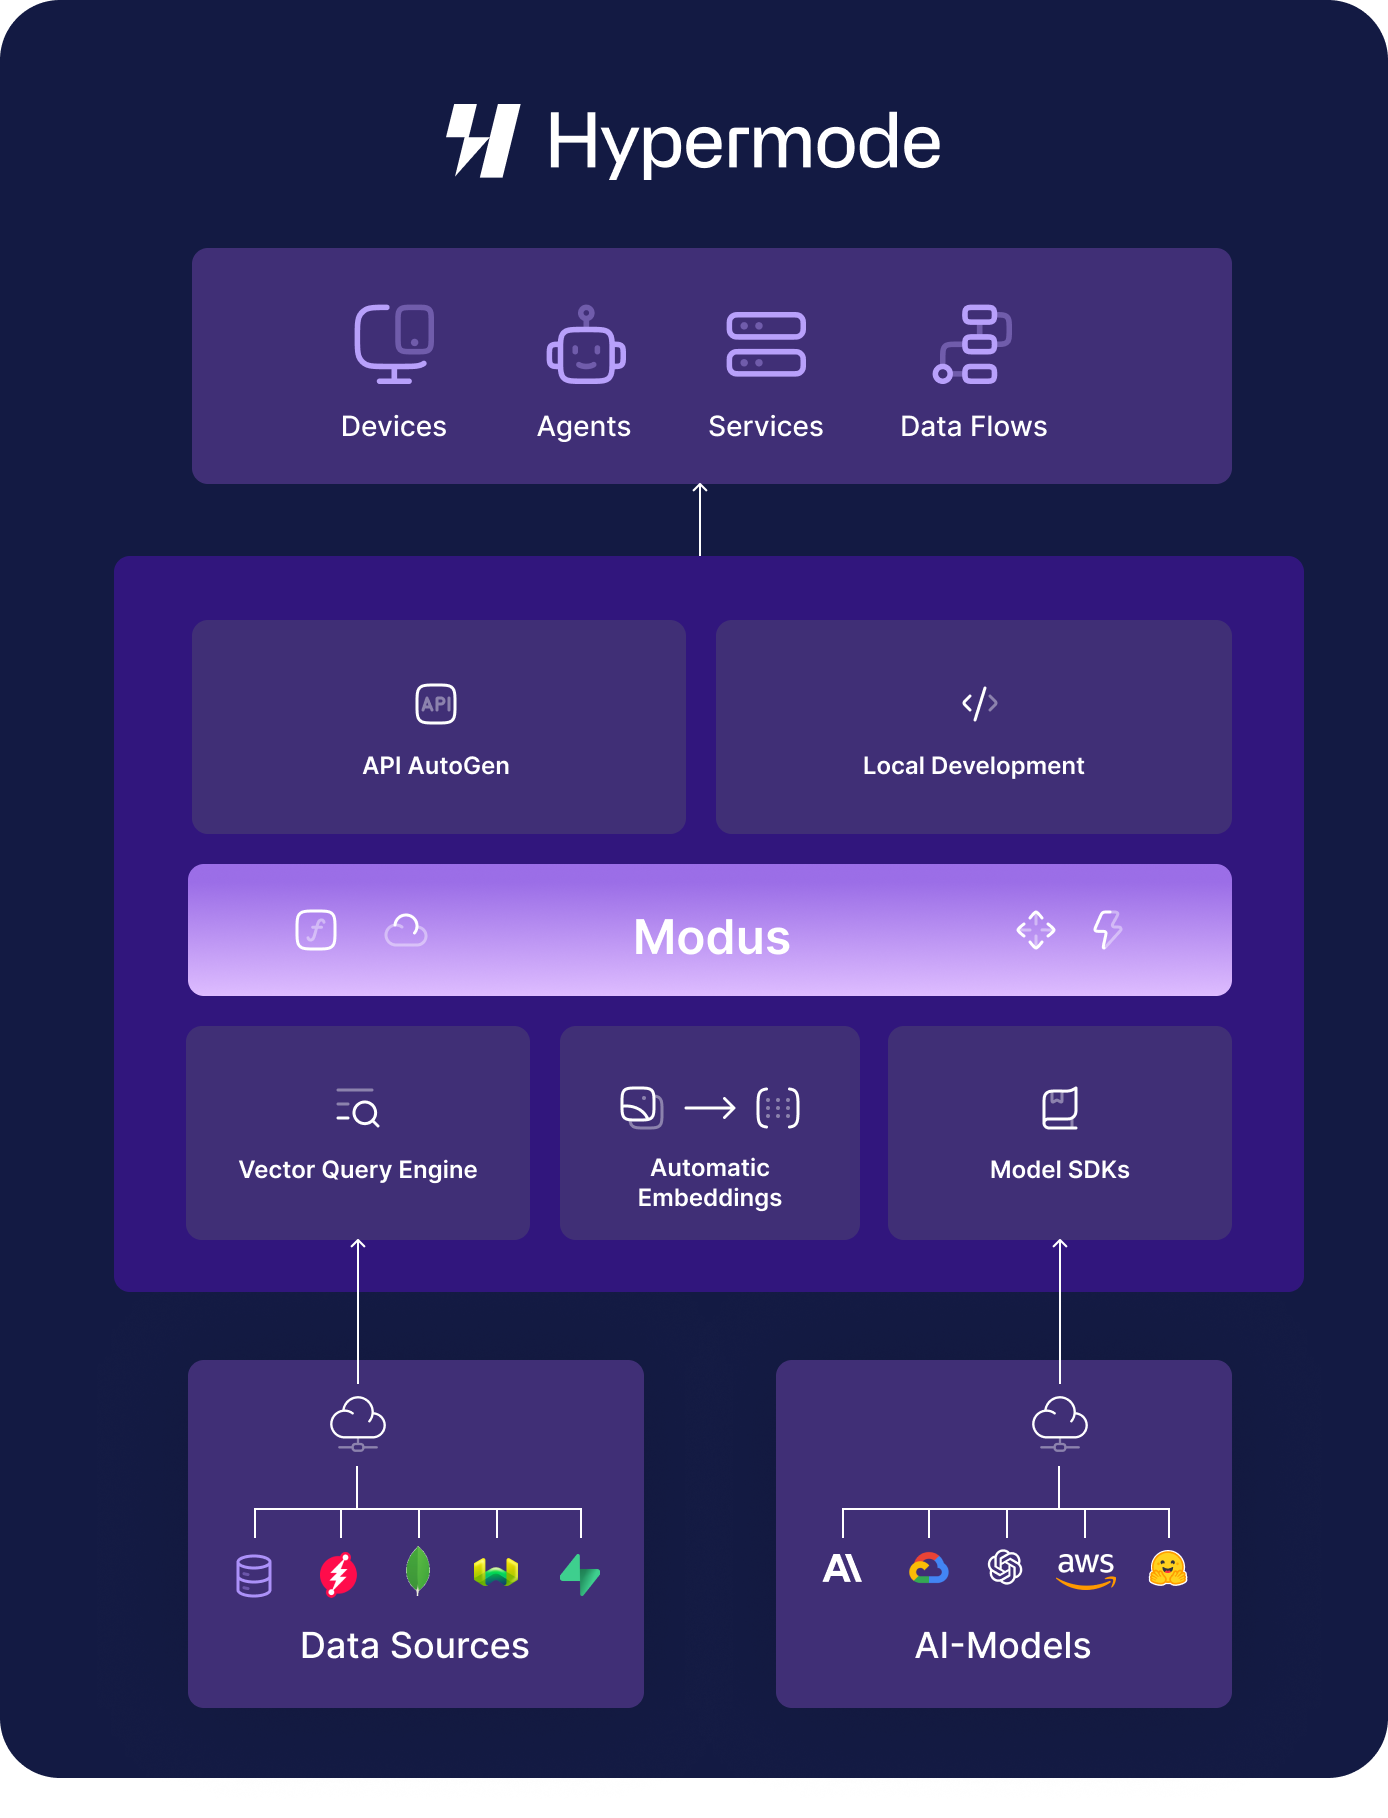 Hypermode
Devices
Agents
Services
Data Flows
API
API AutoGen
Local Development
Modus
Vector Query Engine
Automatic
Embeddings
Model SDKs
aws
Data Sources
AI-Models